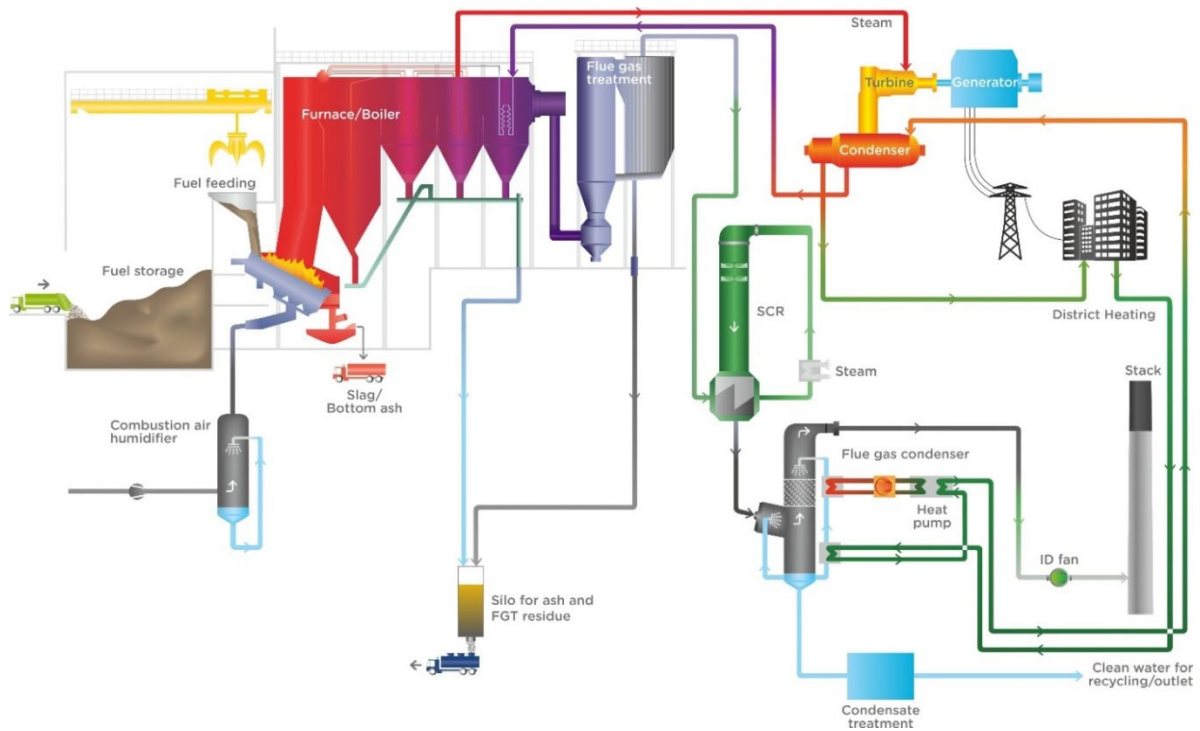 Steam
Flue gas
treatment
Turbine
Generator
Furnace/Boiler
Condenser
Fuel feeding
Fuel storage
SCR
District Heating
Steam
Stack
Slag/
Bottom ash
Combustion air
humidifier
Flue gas condenser
Heat
pump
ID fan
Silo for ash and
FGT residue
Clean water for
recycling/outlet
Condensate
treatment